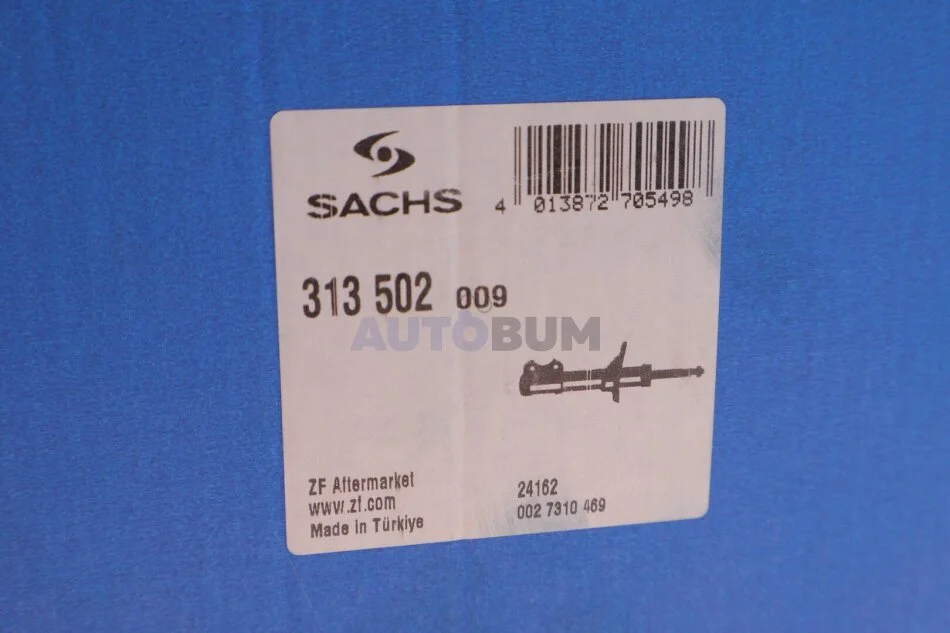 SACHS
4 013872 705498
313 502 009
AUTOBUM
ZF Aftermarket
www.zf.com
Made in Türkiye
24162
002 7310 469